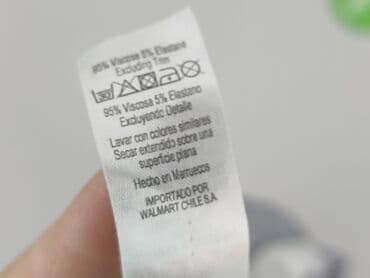 95% Viscose 5% Elastane
Excluding Trim
95% Viscosa 5% Elastano
Excluyendo Detalle
Lavar con colores similares
Secar extendido sobre una
superficie plana
Hecho en Marruecos
IMPORTADO POR
WALMART CHILE S.A.